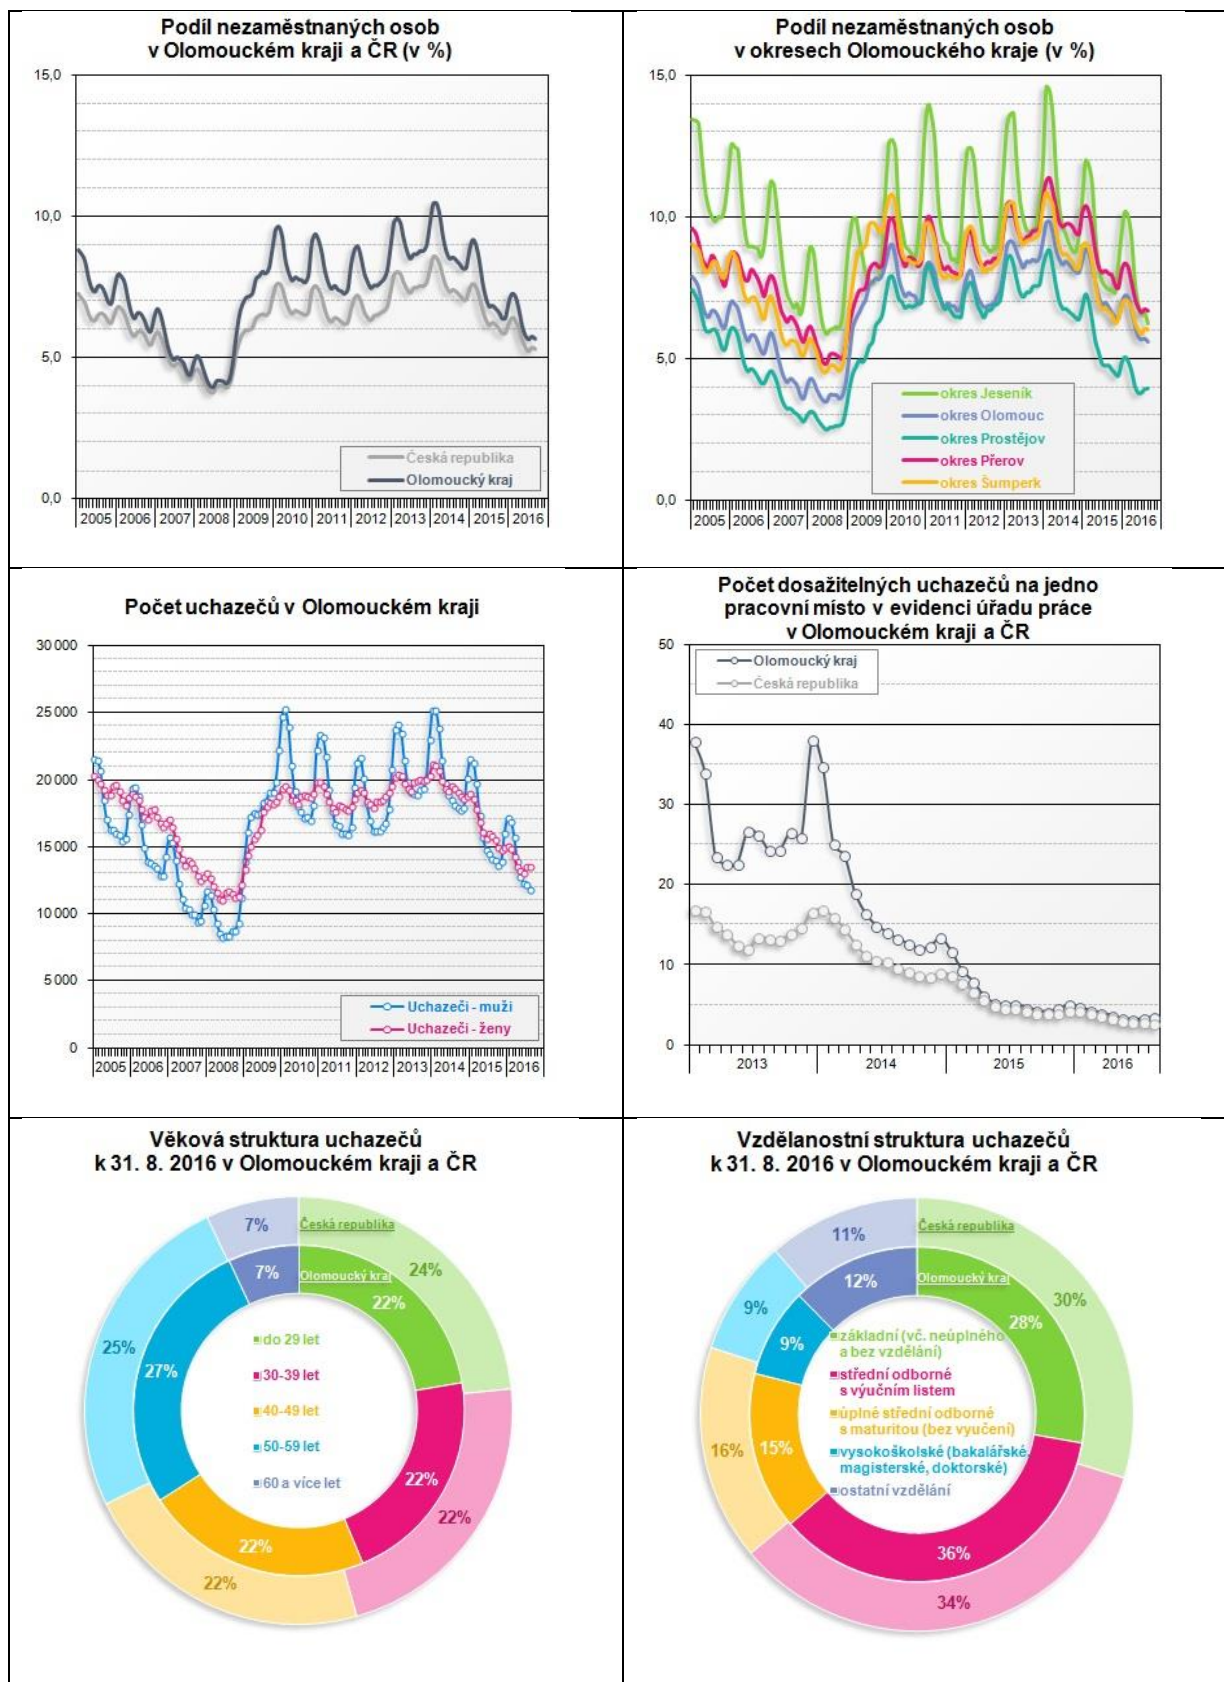 Podíl nezaměstnaných osob
v Olomouckém kraji a ČR (v %)
15,0
10,0
5,0
0,0
Česká republika
Olomoucký kraj
2005 2006 2007 2008 2009 2010 2011 2012 2013 2014 2015 2016
Podíl nezaměstnaných osob
v okresech Olomouckého kraje (v %)
15,0
10,0
5,0
0,0
okres Jeseník
okres Olomouc
okres Prostějov
okres Přerov
okres Šumperk
2005 2006 2007 2008 2009 2010 2011 2012 2013 2014 2015 2016
Počet uchazečů v Olomouckém kraji
30 000
25 000
20 000
15 000
10 000
5 000
0
Uchazeči - muži
Uchazeči - ženy
2005 2006 2007 2008 2009 2010 2011 2012 2013 2014 2015 2016
Počet dosažitelných uchazečů na jedno
pracovní místo v evidenci úřadu práce
v Olomouckém kraji a ČR
50
40
30
20
10
0
Olomoucký kraj
Česká republika
2013 2014 2015 2016
Věková struktura uchazečů
k 31. 8. 2016 v Olomouckém kraji a ČR
Česká republika
Olomoucký kraj
7%
24%
7%
22%
25%
27%
do 29 let
30-39 let
40-49 let
50-59 let
60 a více let
22%
22%
22%
22%
Vzdělanostní struktura uchazečů
k 31. 8. 2016 v Olomouckém kraji a ČR
Česká republika
Olomoucký kraj
11%
12%
30%
28%
9%
9%
základní (vč. neúplného
a bez vzdělání)
střední odborné
s výučním listem
úplné střední odborné
s maturitou (bez vyučení)
vysokoškolské (bakalářské,
magisterské, doktorské)
ostatní vzdělání
16%
15%
36%
34%